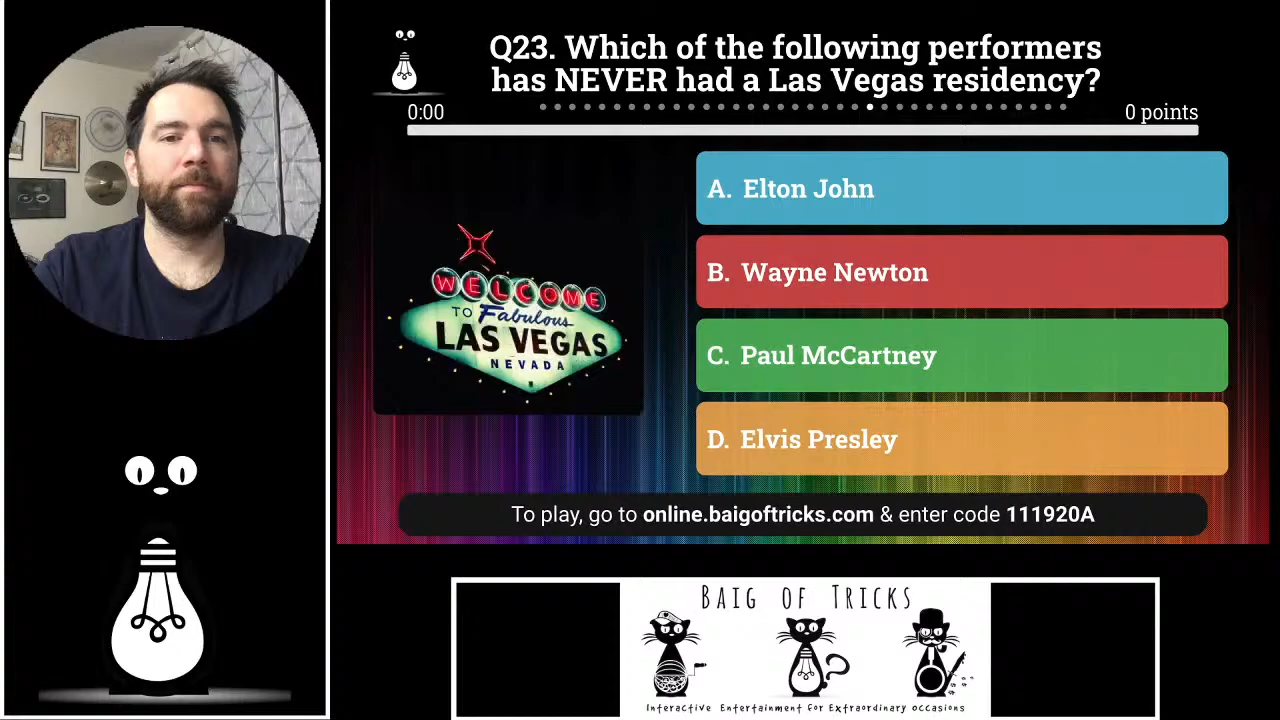 Q23. Which of the following performers
has NEVER had a Las Vegas residency?
0:00
0 points
A. Elton John
B. Wayne Newton
C. Paul McCartney
D. Elvis Presley
WELCOME
TO Fabulous
LAS VEGAS
NEVADA
To play, go to online.baigoftricks.com & enter code 111920A
BAIG OF TRICKS
Interactive Entertainment for Extraordinary Occasions